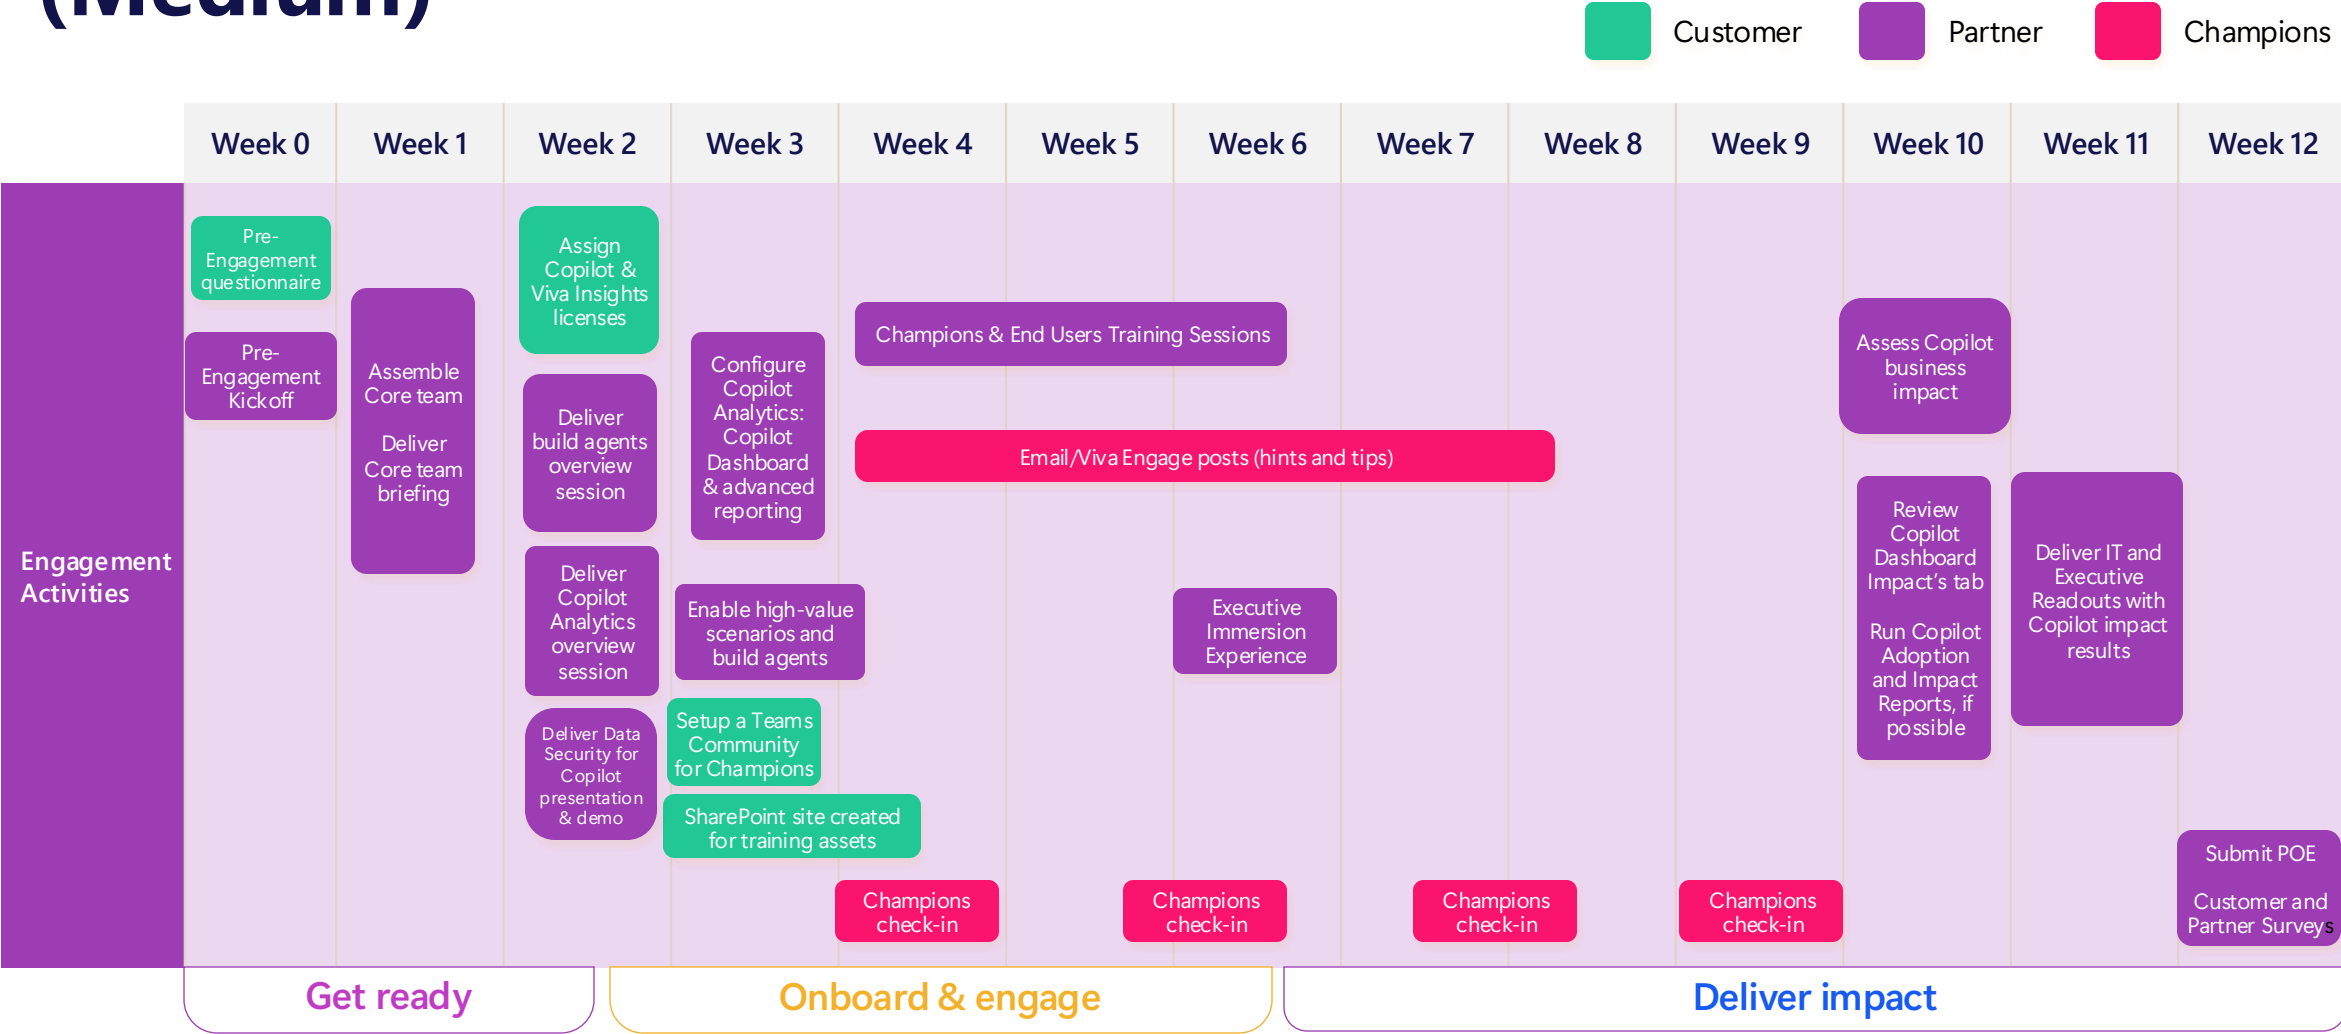 (Medium)
Customer
Partner
Champions
Week 0
Week 1
Week 2
Week 3
Week 4
Week 5
Week 6
Week 7
Week 8
Week 9
Week 10
Week 11
Week 12
Engagement
Activities
Pre-
Engagement
questionnaire
Pre-
Engagement
Kickoff
Assemble
Core team
Deliver
Core team
briefing
Assign
Copilot &
Viva Insights
licenses
Deliver
build agents
overview
session
Deliver
Copilot
Analytics
overview
session
Deliver Data
Security for
Copilot
presentation
& demo
Configure
Copilot
Analytics:
Copilot
Dashboard
& advanced
reporting
Enable high-value
scenarios and
build agents
Setup a Teams
Community
for Champions
SharePoint site created
for training assets
Champions & End Users Training Sessions
Email/Viva Engage posts (hints and tips)
Executive
Immersion
Experience
Champions
check-in
Champions
check-in
Champions
check-in
Champions
check-in
Assess Copilot
business
impact
Review
Copilot
Dashboard
Impact’s tab
Run Copilot
Adoption
and Impact
Reports, if
possible
Deliver IT and
Executive
Readouts with
Copilot impact
results
Submit POE
Customer and
Partner Surveys
Get ready
Onboard & engage
Deliver impact